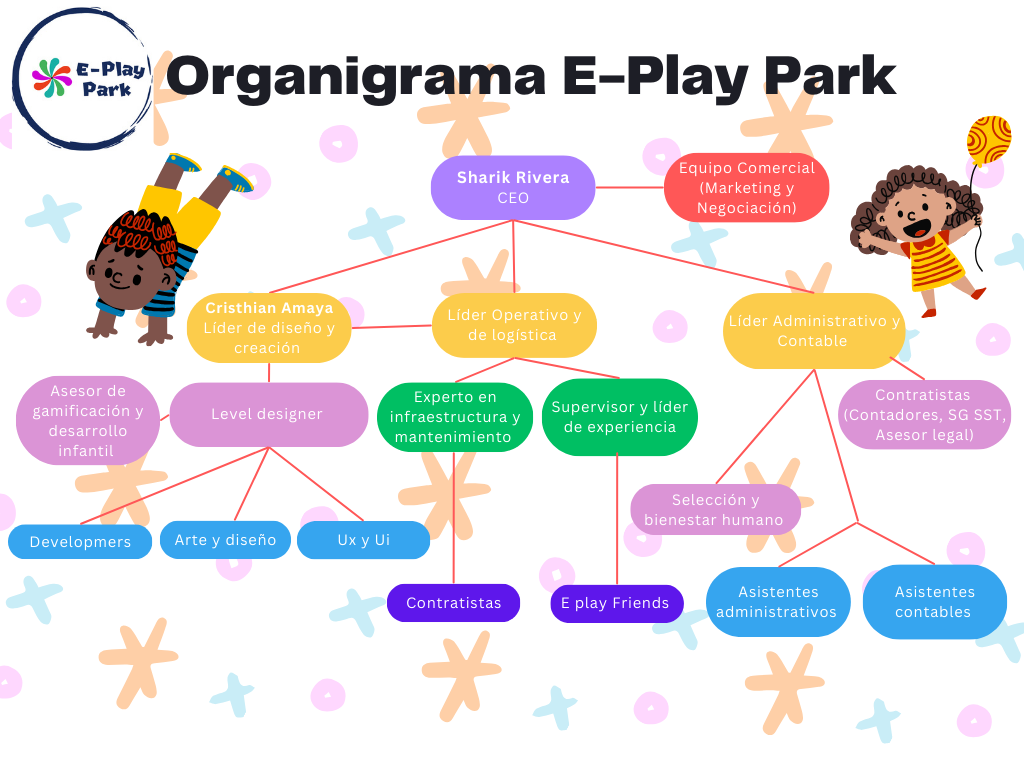 E-Play
Park
Organigrama E-Play Park
Sharik Rivera
CEO
Equipo Comercial
(Marketing y
Negociación)
Cristhian Amaya
Líder de diseño y
creación
Líder Operativo y
de logística
Líder Administrativo y
Contable
Asesor de
gamificación y
desarrollo
infantil
Level designer
Experto en
infraestructura y
mantenimiento
Supervisor y líder
de experiencia
Contratistas
(Contadores, SG SST,
Asesor legal)
Selección y
bienestar humano
Developmers
Arte y diseño
Ux y Ui
Contratistas
E play Friends
Asistentes
administrativos
Asistentes
contables